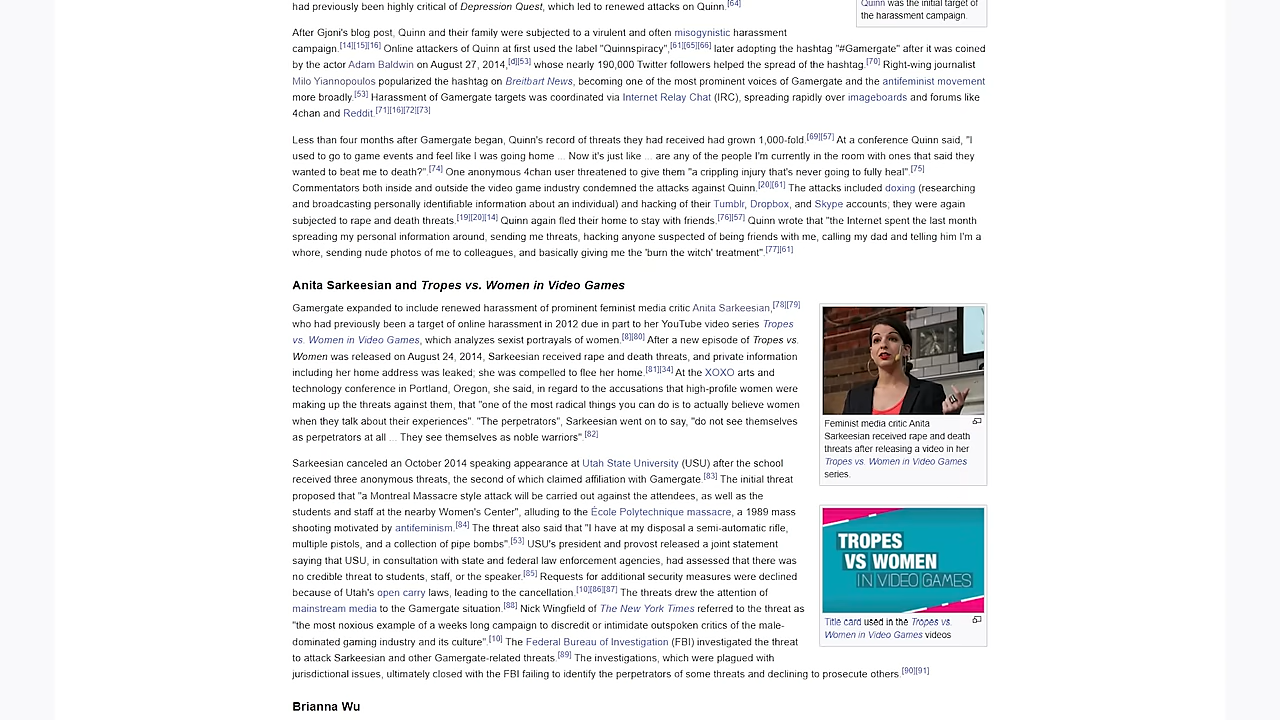 had previously been highly critical of Depression Quest, which led to renewed attacks on Quinn.[64]
Quinn was the initial target of
the harassment campaign.
After Gjoni's blog post, Quinn and their family were subjected to a virulent and often misogynistic harassment
campaign.[14][15][16] Online attackers of Quinn at first used the label "Quinnspiracy",[61][65][66] later adopting the hashtag "#Gamergate" after it was coined
by the actor Adam Baldwin on August 27, 2014,[d][53] whose nearly 190,000 Twitter followers helped the spread of the hashtag.[70] Right-wing journalist
Milo Yiannopoulos popularized the hashtag on Breitbart News, becoming one of the most prominent voices of Gamergate and the antifeminist movement
more broadly.[53] Harassment of Gamergate targets was coordinated via Internet Relay Chat (IRC), spreading rapidly over imageboards and forums like
4chan and Reddit.[71][16][72][73]
Less than four months after Gamergate began, Quinn's record of threats they had received had grown 1,000-fold.[69][57] At a conference Quinn said, "I
used to go to game events and feel like I was going home ... Now it's just like ... are any of the people I'm currently in the room with ones that said they
wanted to beat me to death?".[74] One anonymous 4chan user threatened to give them "a crippling injury that's never going to fully heal".[75]
Commentators both inside and outside the video game industry condemned the attacks against Quinn.[20][61] The attacks included doxing (researching
and broadcasting personally identifiable information about an individual) and hacking of their Tumblr, Dropbox, and Skype accounts; they were again
subjected to rape and death threats.[19][20][14] Quinn again fled their home to stay with friends.[76][57] Quinn wrote that "the Internet spent the last month
spreading my personal information around, sending me threats, hacking anyone suspected of being friends with me, calling my dad and telling him I'm a
whore, sending nude photos of me to colleagues, and basically giving me the 'burn the witch' treatment".[77][61]
Anita Sarkeesian and Tropes vs. Women in Video Games
Gamergate expanded to include renewed harassment of prominent feminist media critic Anita Sarkeesian,[78][79]
who had previously been a target of online harassment in 2012 due in part to her YouTube video series Tropes
vs. Women in Video Games, which analyzes sexist portrayals of women.[8][80] After a new episode of Tropes vs.
Women was released on August 24, 2014, Sarkeesian received rape and death threats, and private information
including her home address was leaked; she was compelled to flee her home.[81][34] At the XOXO arts and
technology conference in Portland, Oregon, she said, in regard to the accusations that high-profile women were
making up the threats against them, that "one of the most radical things you can do is to actually believe women
when they talk about their experiences". "The perpetrators", Sarkeesian went on to say, "do not see themselves
as perpetrators at all ... They see themselves as noble warriors".[82]
Feminist media critic Anita
Sarkeesian received rape and death
threats after releasing a video in her
Tropes vs. Women in Video Games
series.
Sarkeesian canceled an October 2014 speaking appearance at Utah State University (USU) after the school
received three anonymous threats, the second of which claimed affiliation with Gamergate.[83] The initial threat
proposed that "a Montreal Massacre style attack will be carried out against the attendees, as well as the
students and staff at the nearby Women's Center", alluding to the École Polytechnique massacre, a 1989 mass
shooting motivated by antifeminism.[84] The threat also said that "I have at my disposal a semi-automatic rifle,
multiple pistols, and a collection of pipe bombs".[53] USU's president and provost released a joint statement
saying that USU, in consultation with state and federal law enforcement agencies, had assessed that there was
no credible threat to students, staff, or the speaker.[85] Requests for additional security measures were declined
because of Utah's open carry laws, leading to the cancellation.[10][86][87] The threats drew the attention of
mainstream media to the Gamergate situation.[88] Nick Wingfield of The New York Times referred to the threat as
"the most noxious example of a weeks long campaign to discredit or intimidate outspoken critics of the male-
dominated gaming industry and its culture".[10] The Federal Bureau of Investigation (FBI) investigated the threat
to attack Sarkeesian and other Gamergate-related threats.[89] The investigations, which were plagued with
jurisdictional issues, ultimately closed with the FBI failing to identify the perpetrators of some threats and declining to prosecute others.[90][91]
TROPES
VS WOMEN
IN VIDEO GAMES
Title card used in the Tropes vs.
Women in Video Games videos
Brianna Wu